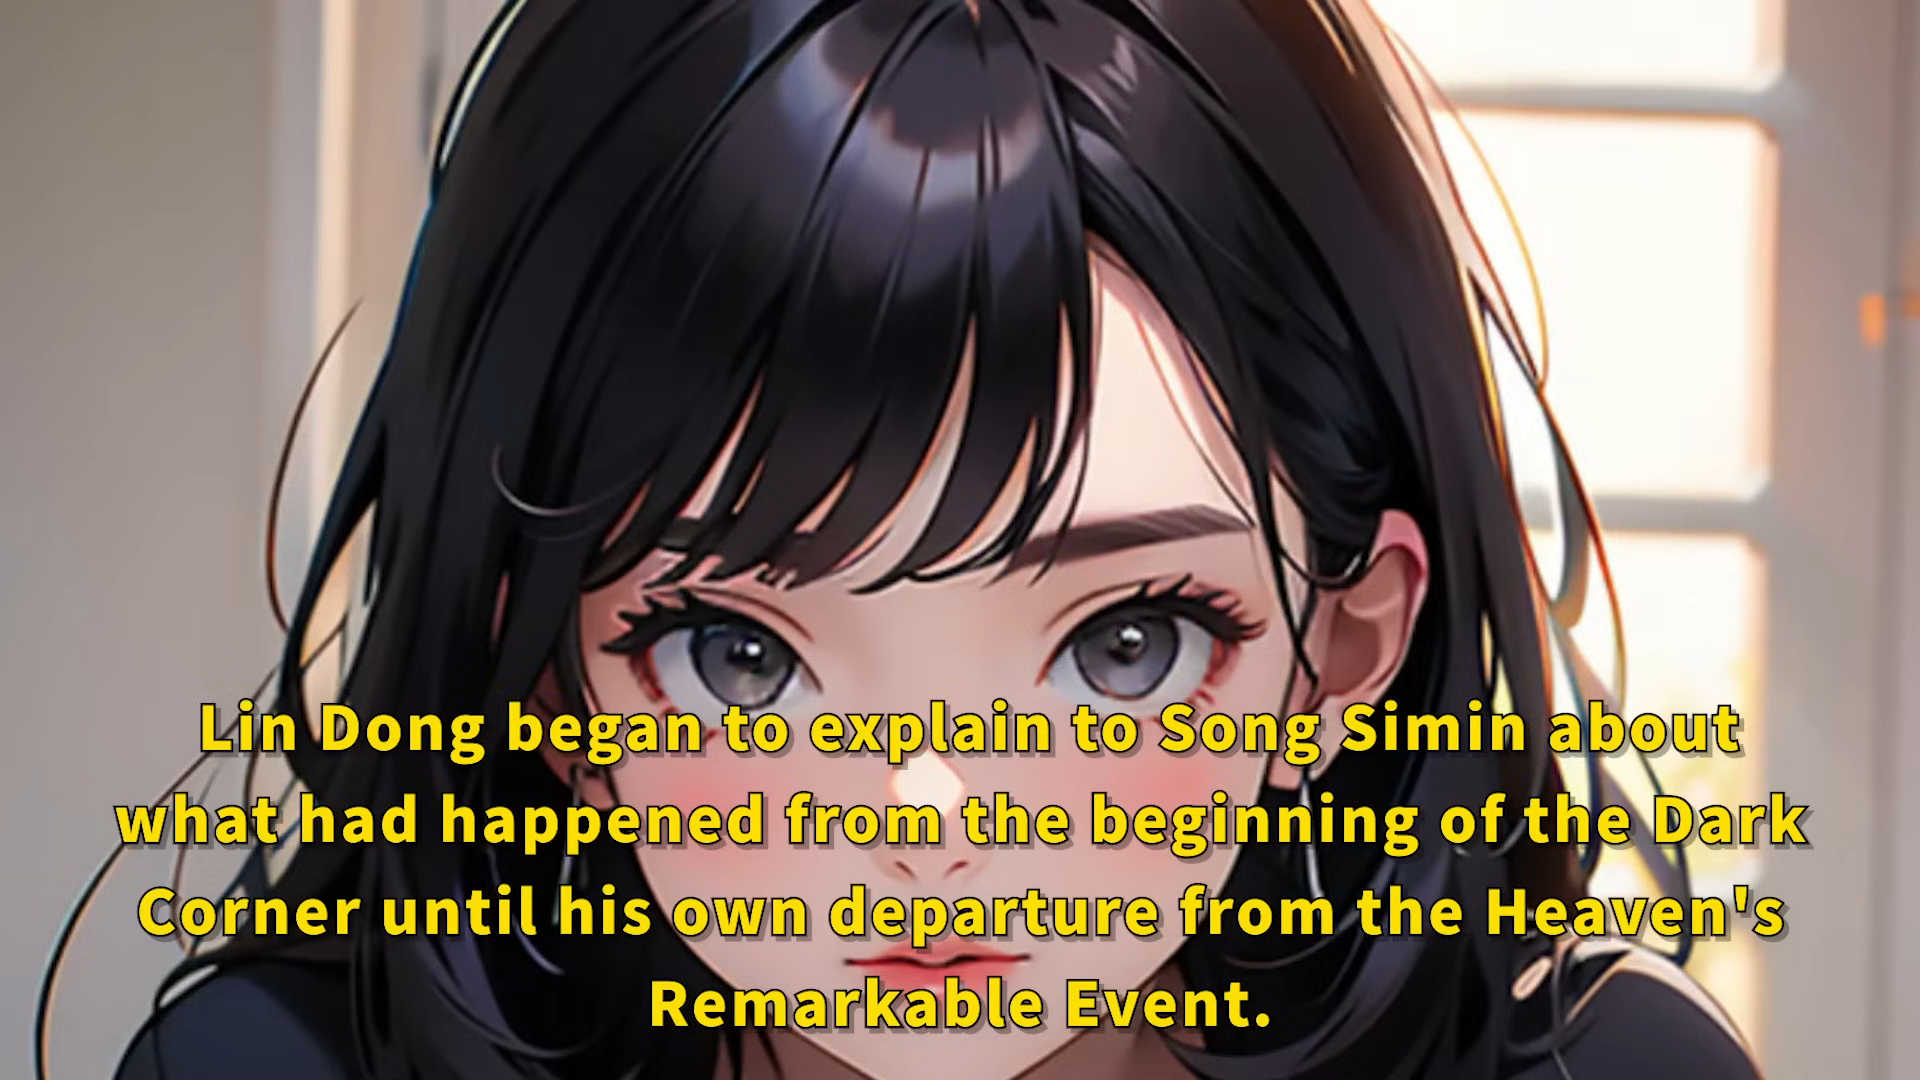 Lin Dong began to explain to Song Simin about
what had happened from the beginning of the Dark
Corner until his own departure from the Heaven's
Remarkable Event.